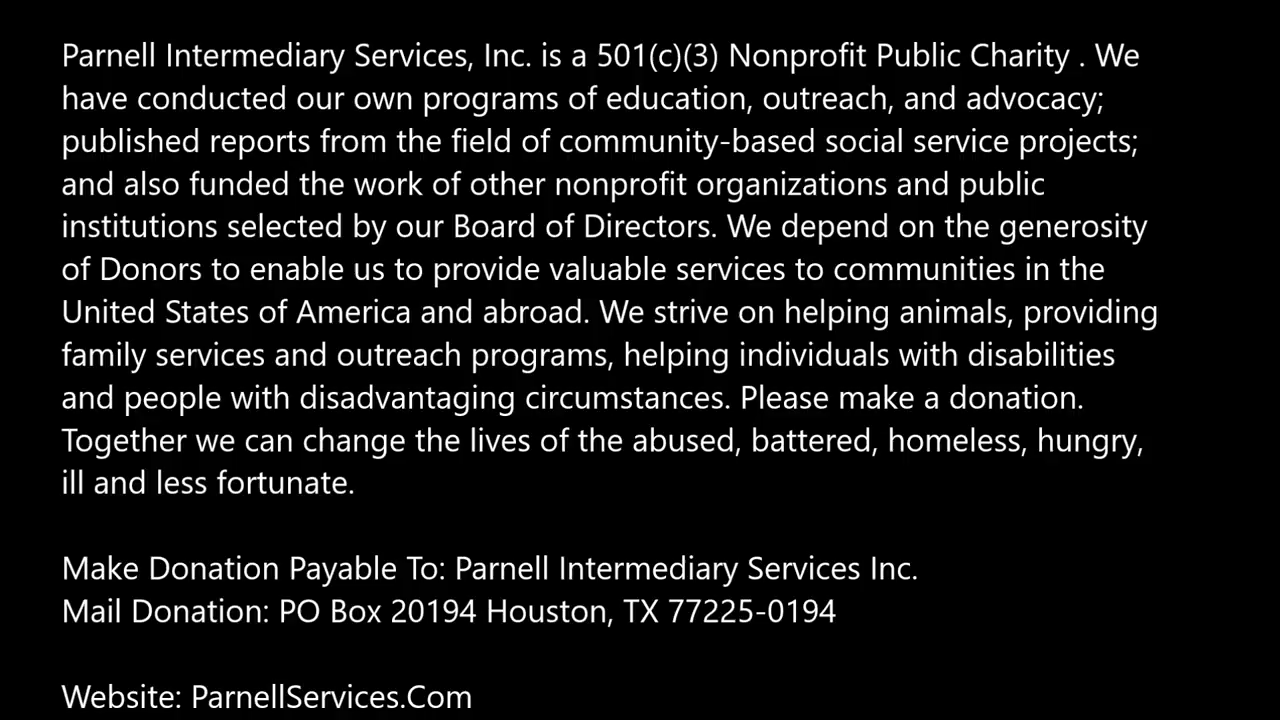 Parnell Intermediary Services, Inc. is a 501(c)(3) Nonprofit Public Charity . We
have conducted our own programs of education, outreach, and advocacy;
published reports from the field of community-based social service projects;
and also funded the work of other nonprofit organizations and public
institutions selected by our Board of Directors. We depend on the generosity
of Donors to enable us to provide valuable services to communities in the
United States of America and abroad. We strive on helping animals, providing
family services and outreach programs, helping individuals with disabilities
and people with disadvantaging circumstances. Please make a donation.
Together we can change the lives of the abused, battered, homeless, hungry,
ill and less fortunate.
Make Donation Payable To: Parnell Intermediary Services Inc.
Mail Donation: PO Box 20194 Houston, TX 77225-0194
Website: ParnellServices.Com